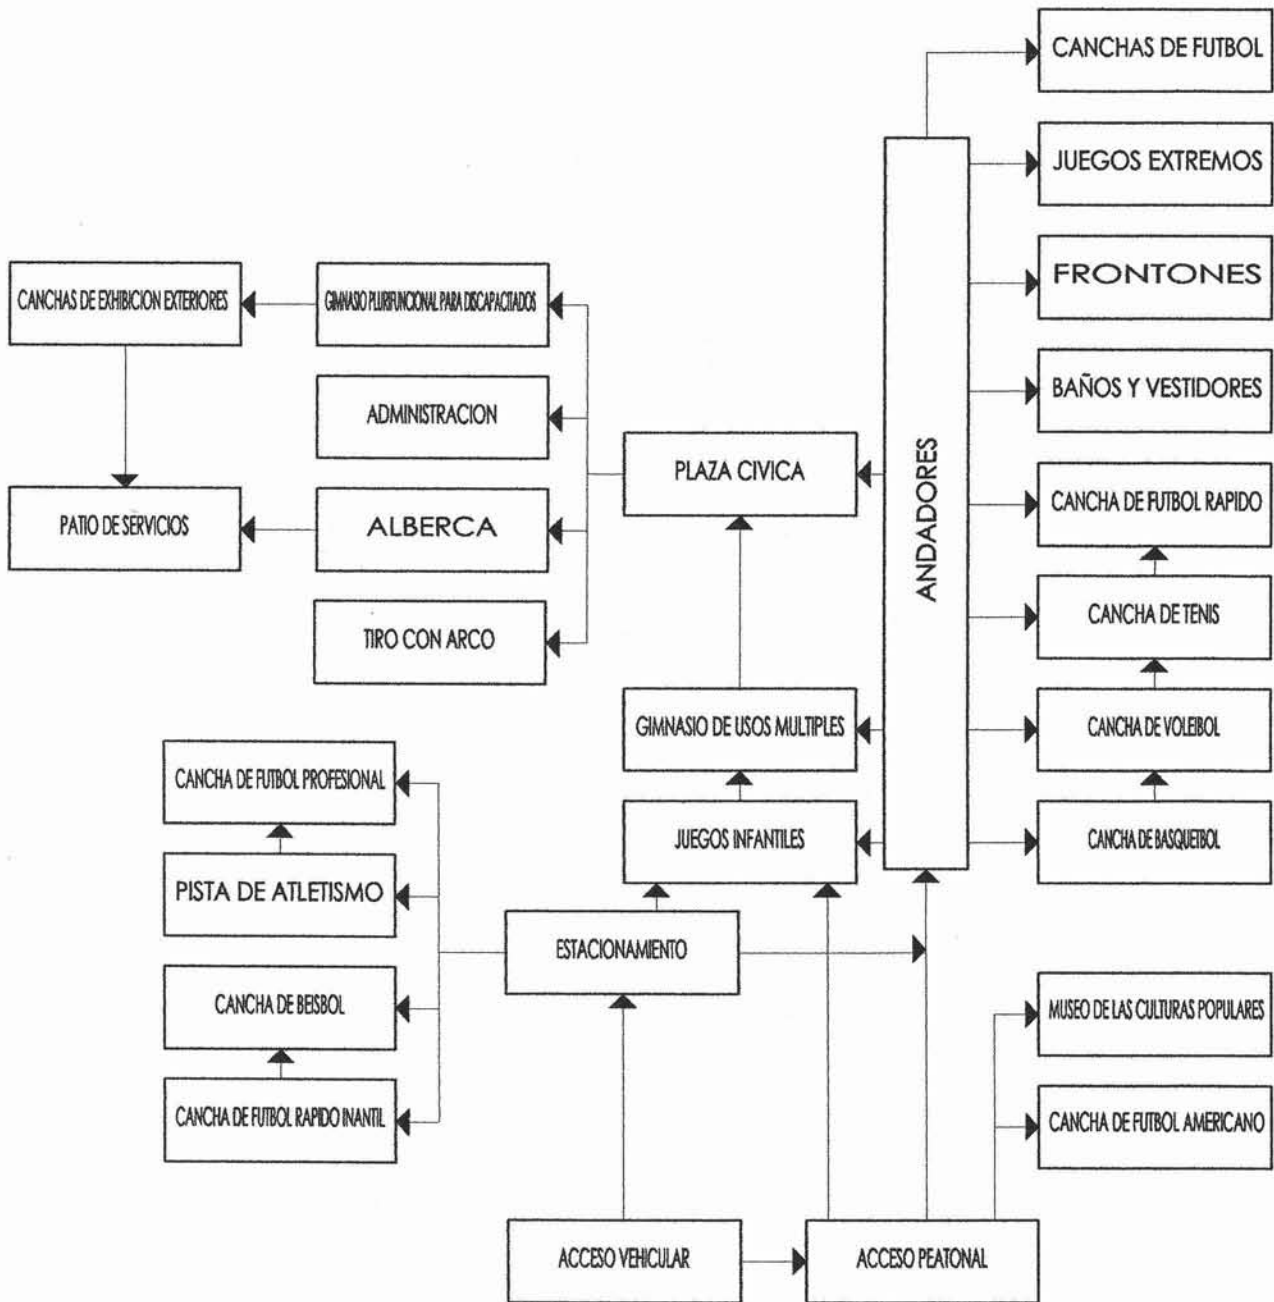 CANCHAS DE FUTBOL
JUEGOS EXTREMOS
FRONTONES
CANCHAS DE EXHIBICION EXTERIORES
GIMNASIO PLURIFUNCIONAL PARA DISCAPACITADOS
BAÑOS Y VESTIDORES
ADMINISTRACION
PLAZA CIVICA
ANDADORES
CANCHA DE FUTBOL RAPIDO
PATIO DE SERVICIOS
ALBERCA
CANCHA DE TENIS
TIRO CON ARCO
GIMNASIO DE USOS MULTIPLES
CANCHA DE VOLEIBOL
CANCHA DE FUTBOL PROFESIONAL
JUEGOS INFANTILES
CANCHA DE BASQUETBOL
PISTA DE ATLETISMO
ESTACIONAMIENTO
CANCHA DE BEISBOL
MUSEO DE LAS CULTURAS POPULARES
CANCHA DE FUTBOL RAPIDO INANTIL
CANCHA DE FUTBOL AMERICANO
ACCESO VEHICULAR
ACCESO PEATONAL